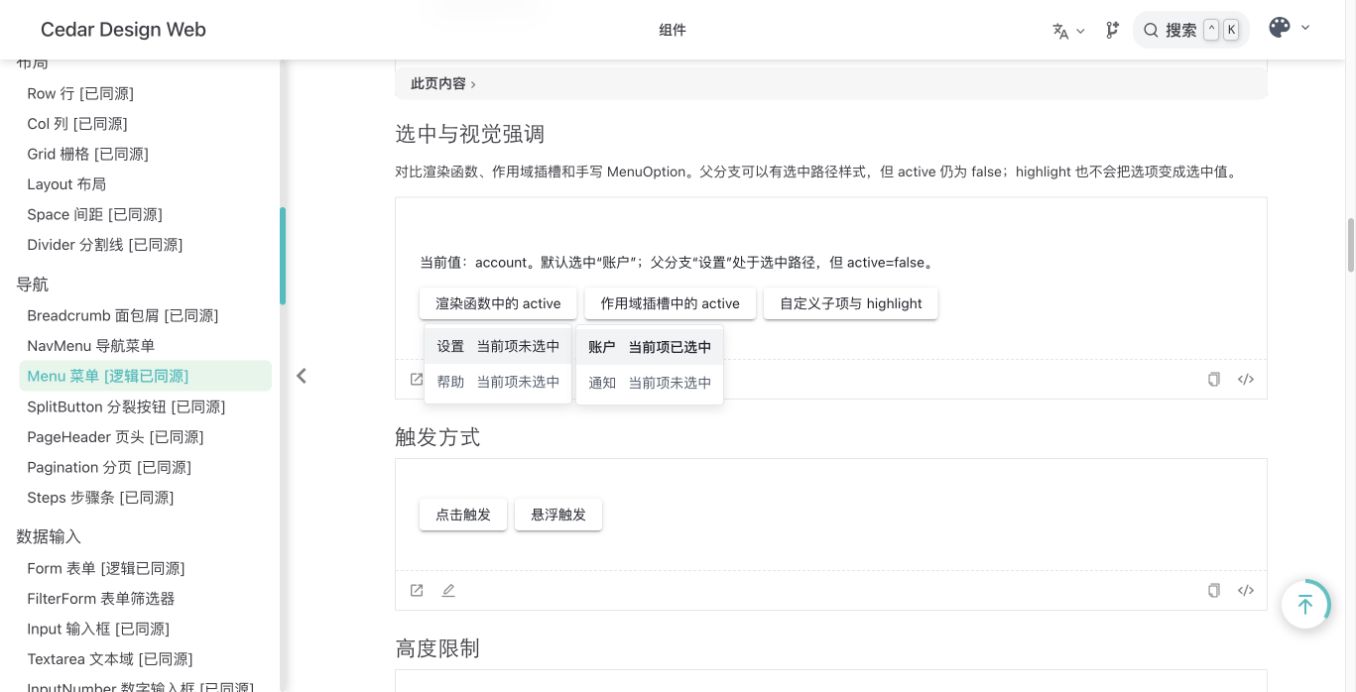 Cedar Design Web
组件
搜索 ^ K
布局
Row 行 [已同源]
Col 列 [已同源]
Grid 栅格 [已同源]
Layout 布局
Space 间距 [已同源]
Divider 分割线 [已同源]
导航
Breadcrumb 面包屑 [已同源]
NavMenu 导航菜单
Menu 菜单 [逻辑已同源]
SplitButton 分裂按钮 [已同源]
PageHeader 页头 [已同源]
Pagination 分页 [已同源]
Steps 步骤条 [已同源]
数据输入
Form 表单 [逻辑已同源]
FilterForm 表单筛选器
Input 输入框 [已同源]
Textarea 文本域 [已同源]
InputNumber 数字输入框 [已同源]
此页内容 ›
选中与视觉强调
对比渲染函数、作用域插槽和手写 MenuOption。父分支可以有选中路径样式，但 active 仍为 false；highlight 也不会把选项变成选中值。
当前值：account。默认选中“账户”；父分支“设置”处于选中路径，但 active=false。
渲染函数中的 active
作用域插槽中的 active
自定义子项与 highlight
设置 当前项未选中
帮助 当前项未选中
账户 当前项已选中
通知 当前项未选中
触发方式
点击触发
悬浮触发
高度限制